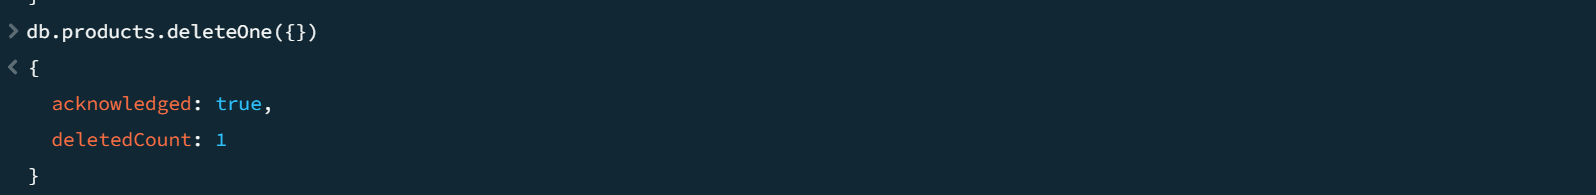 > db.products.deleteOne({})
< {
acknowledged: true,
deletedCount: 1
}